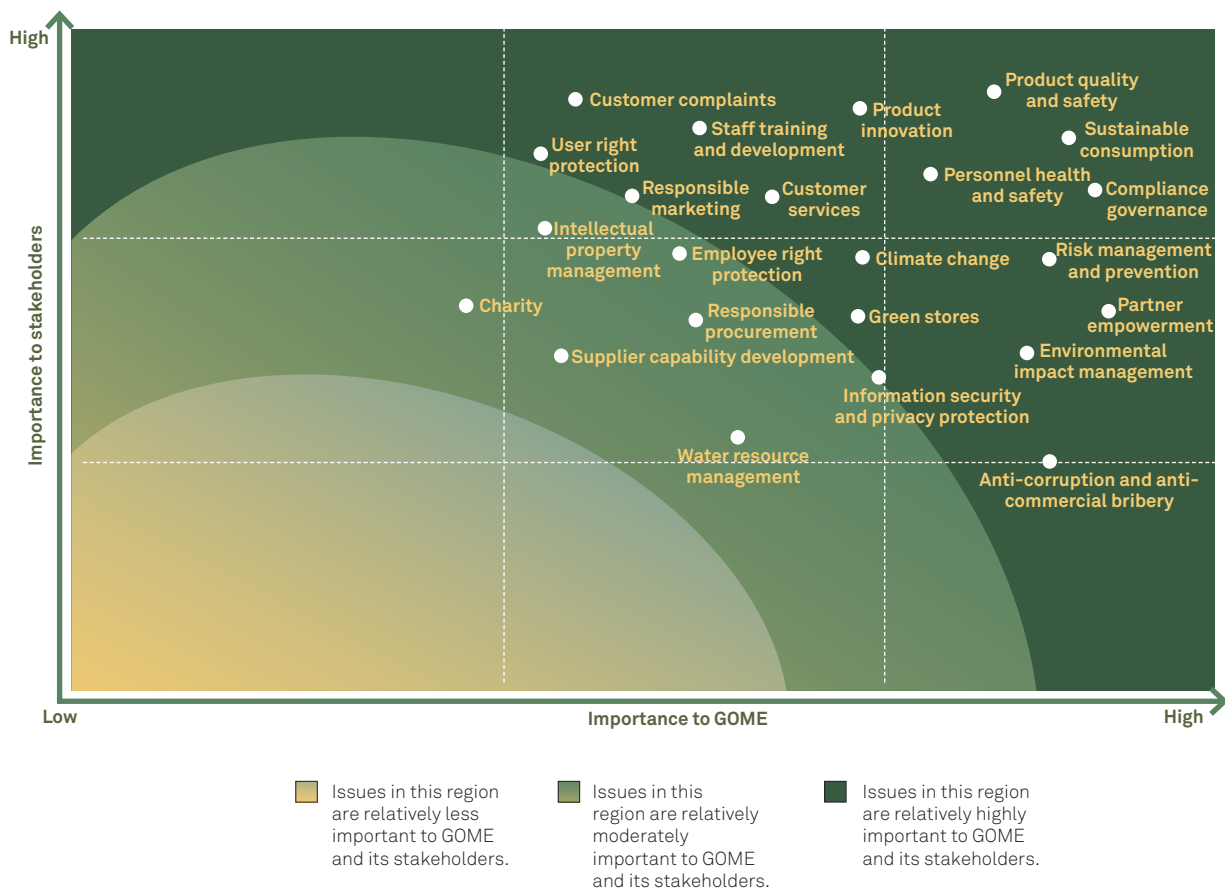 High
Importance to stakeholders
Customer complaints
Product quality
and safety
Product
innovation
Staff training
and development
Sustainable
consumption
User right
protection
Personnel health
and safety
Compliance
governance
Responsible
marketing
Customer
services
Intellectual
property
management
Employee right
protection
Climate change
Risk management
and prevention
Charity
Responsible
procurement
Green stores
Partner
empowerment
Supplier capability development
Environmental
impact management
Information security
and privacy protection
Water resource
management
Anti-corruption and anti-
commercial bribery
Low
Importance to GOME
High
Issues in this region
are relatively less
important to GOME
and its stakeholders.
Issues in this
region are relatively
moderately
important to GOME
and its stakeholders.
Issues in this region
are relatively highly
important to GOME
and its stakeholders.